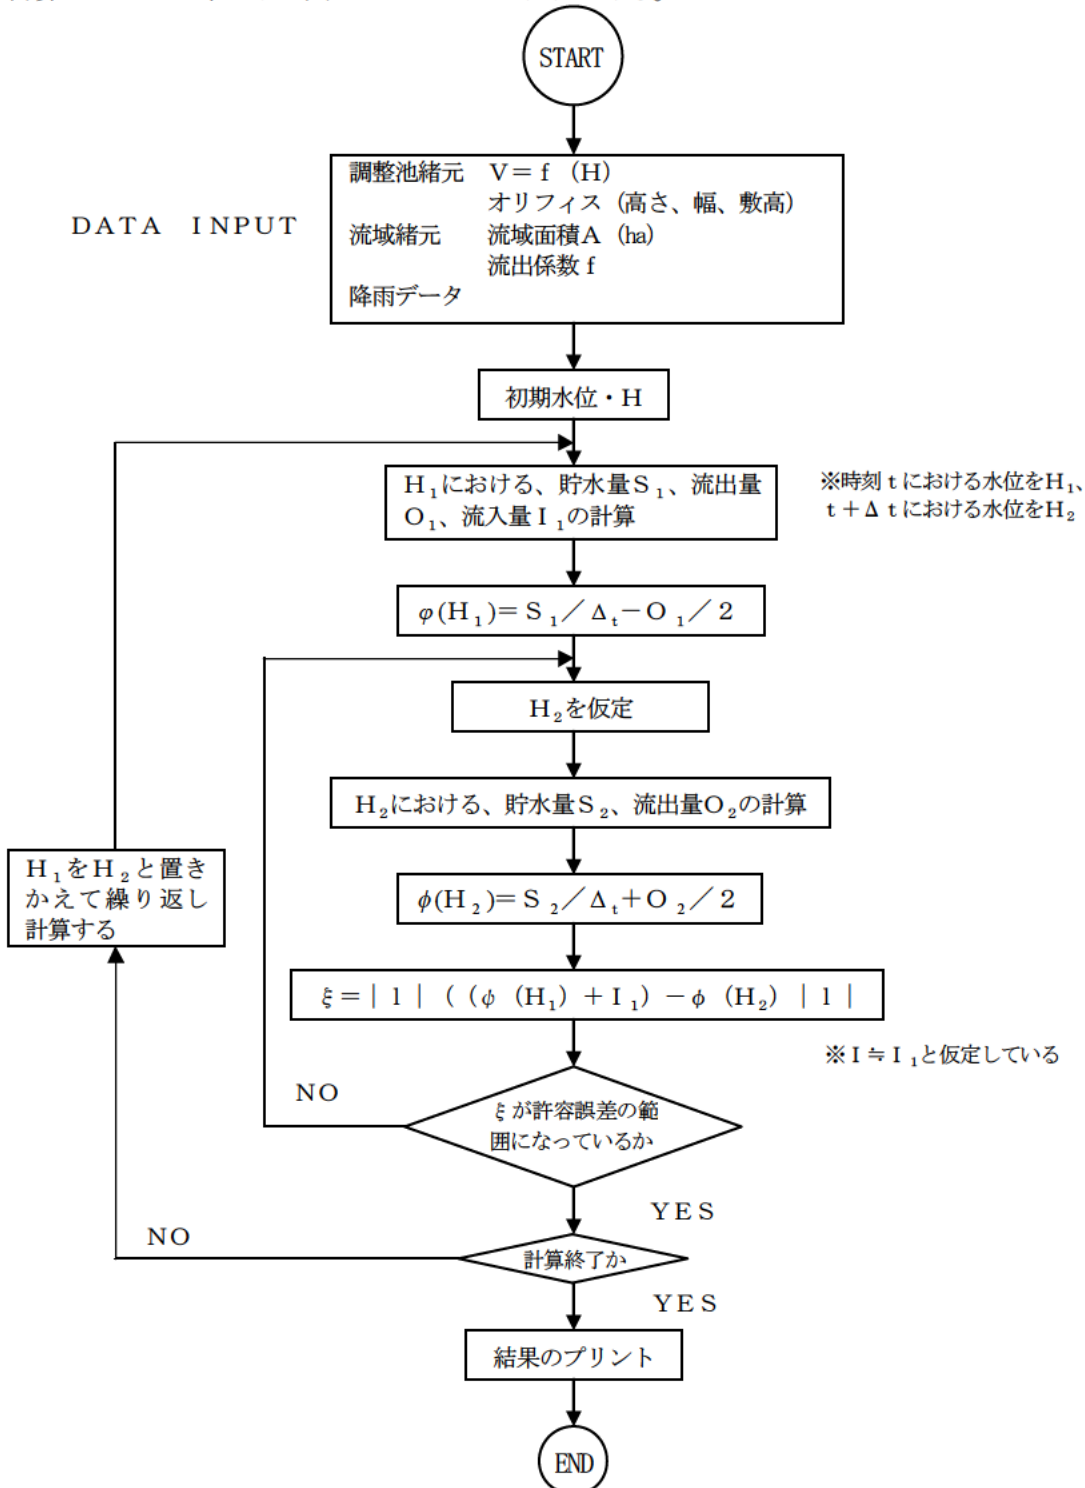 START
DATA INPUT
調整池緒元 V=f (H)
オリフィス(高さ、幅、敷高)
流域緒元 流域面積A(ha)
流出係数f
降雨データ
初期水位・H
H₁における、貯水量S₁、流出量
O₁、流入量I₁の計算
※時刻tにおける水位をH₁、
t+Δtにおける水位をH₂
φ(H₁)=S₁/Δₜ−O₁/2
H₂を仮定
H₂における、貯水量S₂、流出量O₂の計算
H₁をH₂と置き
かえて繰り返し
計算する
ϕ(H₂)=S₂/Δₜ+O₂/2
ξ=|l|((φ(H₁)+I₁)−ϕ(H₂)|l|
※I≒I₁と仮定している
NO
ξが許容誤差の範
囲になっているか
YES
NO
計算終了か
YES
結果のプリント
END